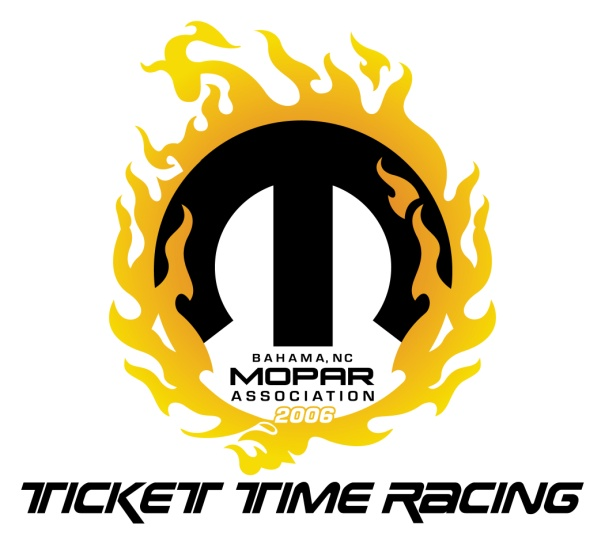 BAHAMA, NC
MOPAR
ASSOCIATION
2006
TICKET TIME RACING